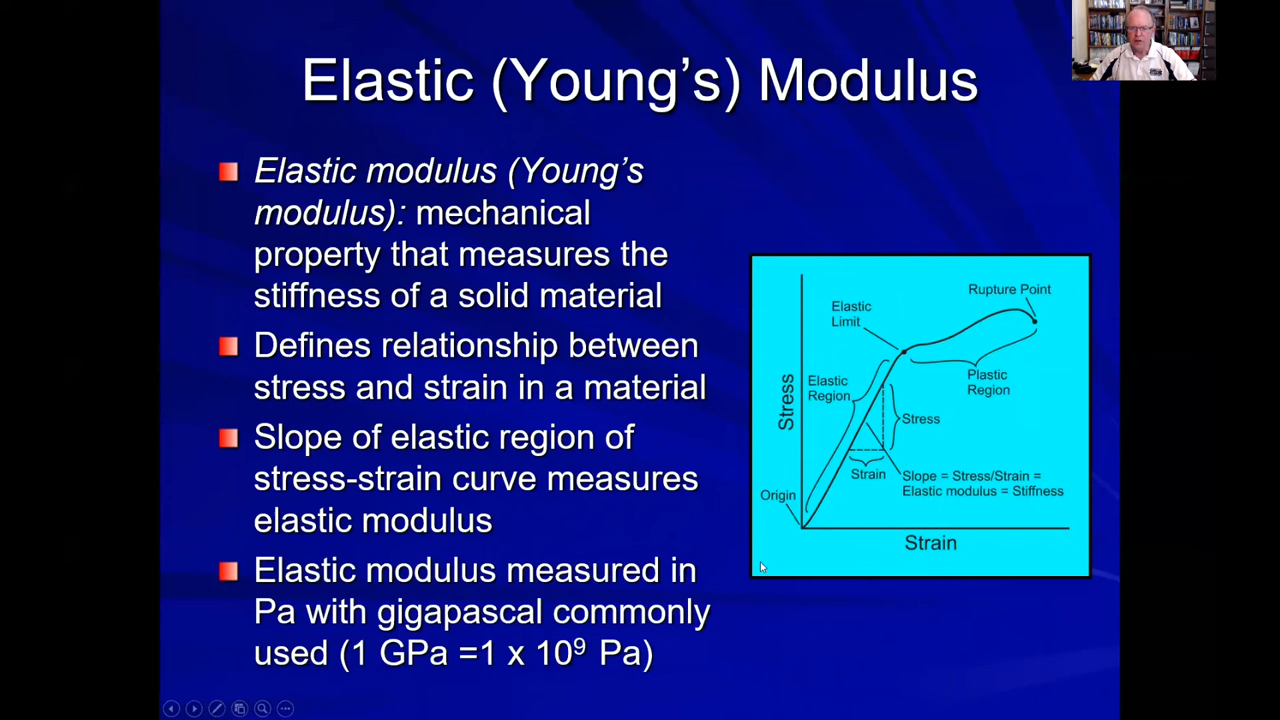 Elastic (Young's) Modulus
Elastic modulus (Young's
modulus): mechanical
property that measures the
stiffness of a solid material
Defines relationship between
stress and strain in a material
Slope of elastic region of
stress-strain curve measures
elastic modulus
Elastic modulus measured in
Pa with gigapascal commonly
used (1 GPa =1 x 10⁹ Pa)
Rupture Point
Elastic
Limit
Elastic
Region
Plastic
Region
Stress
Stress
Strain
Slope = Stress/Strain =
Elastic modulus = Stiffness
Origin
Strain